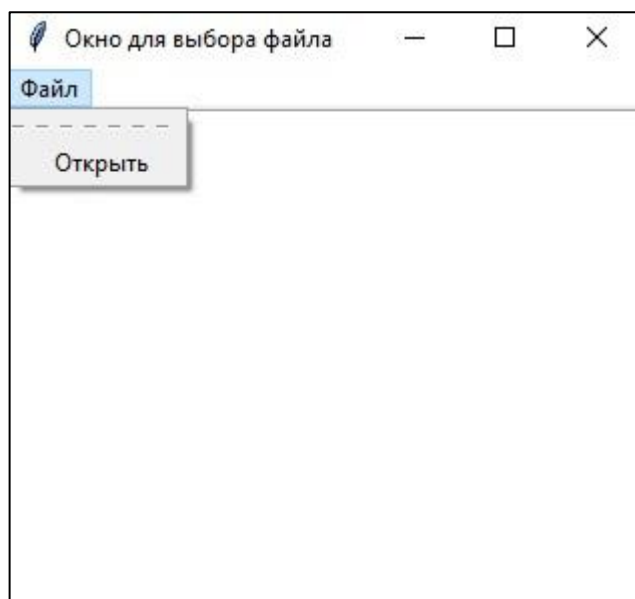 Окно для выбора файла
Файл
Открыть